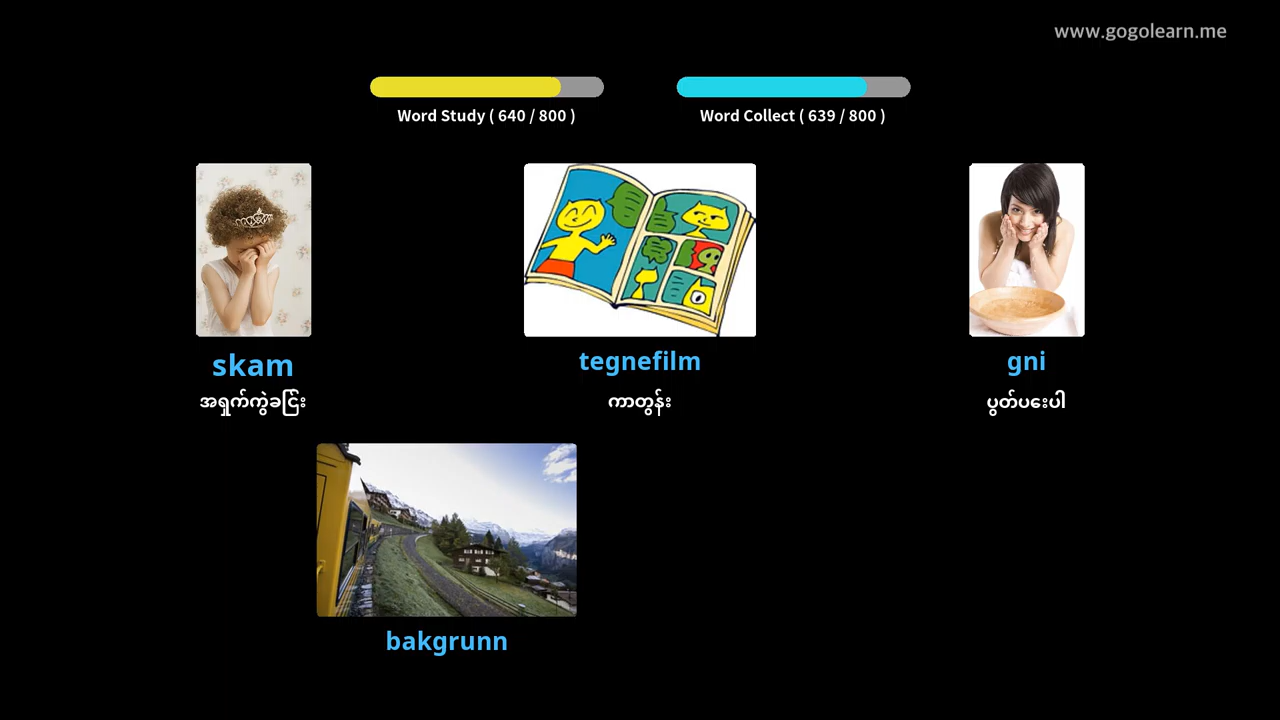 www.gogolearn.me
Word Study ( 640 / 800 )
Word Collect ( 639 / 800 )
skam
tegnefilm
gni
အရှက်ကွဲခြင်း
ကာတွန်း
ပွတ်ပေးပါ
bakgrunn